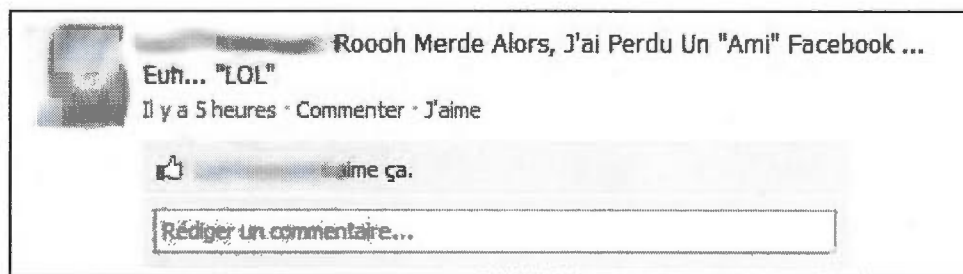 Roooh Merde Alors, J'ai Perdu Un "Ami" Facebook ...
Euh... "LOL"
Il y a 5 heures · Commenter · J'aime
aime ça.
Rédiger un commentaire...